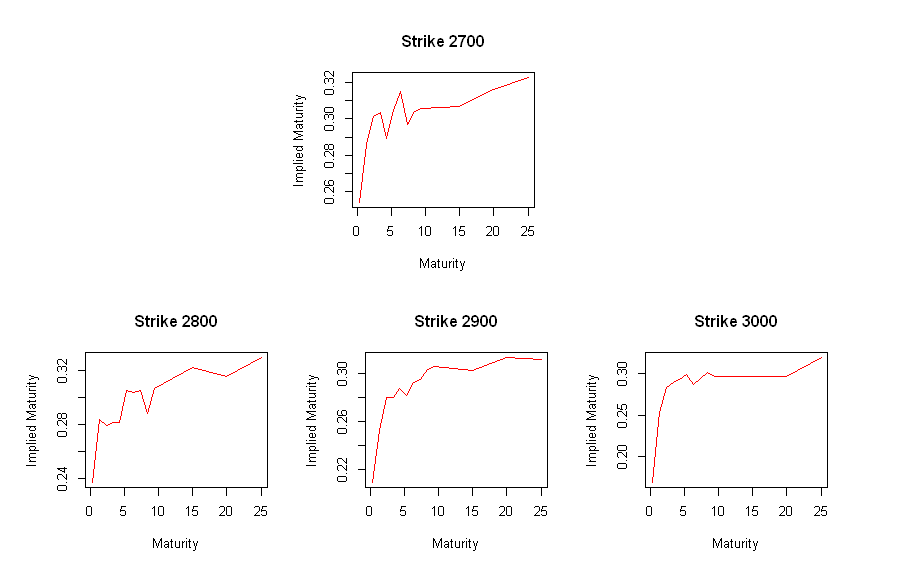 Strike 2700
Implied Maturity
0.26 0.28 0.30 0.32
0 5 10 15 20 25
Maturity
Strike 2800
Implied Maturity
0.24 0.28 0.32
0 5 10 15 20 25
Maturity
Strike 2900
Implied Maturity
0.22 0.26 0.30
0 5 10 15 20 25
Maturity
Strike 3000
Implied Maturity
0.20 0.25 0.30
0 5 10 15 20 25
Maturity